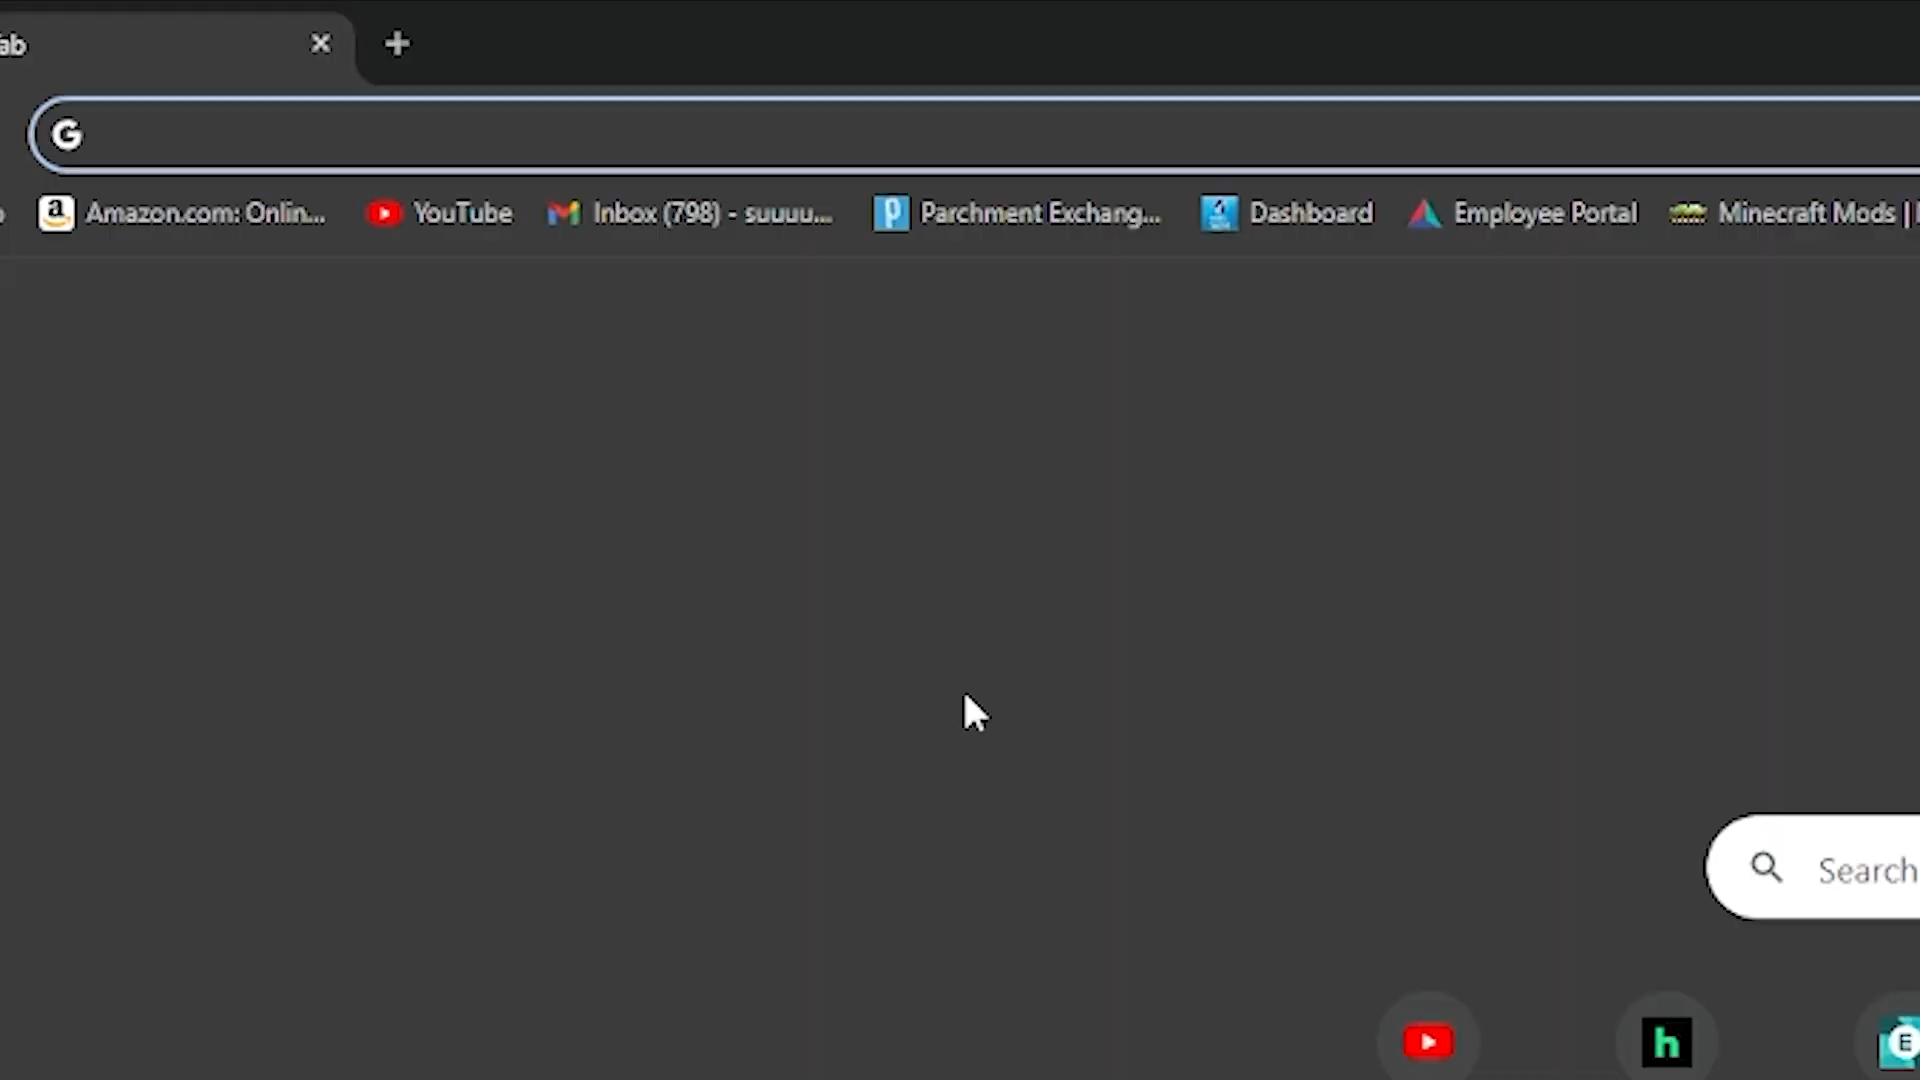 ab
Amazon.com: Onlin... YouTube Inbox (798) - suuuu... Parchment Exchang... Dashboard Employee Portal Minecraft Mods ||
Search